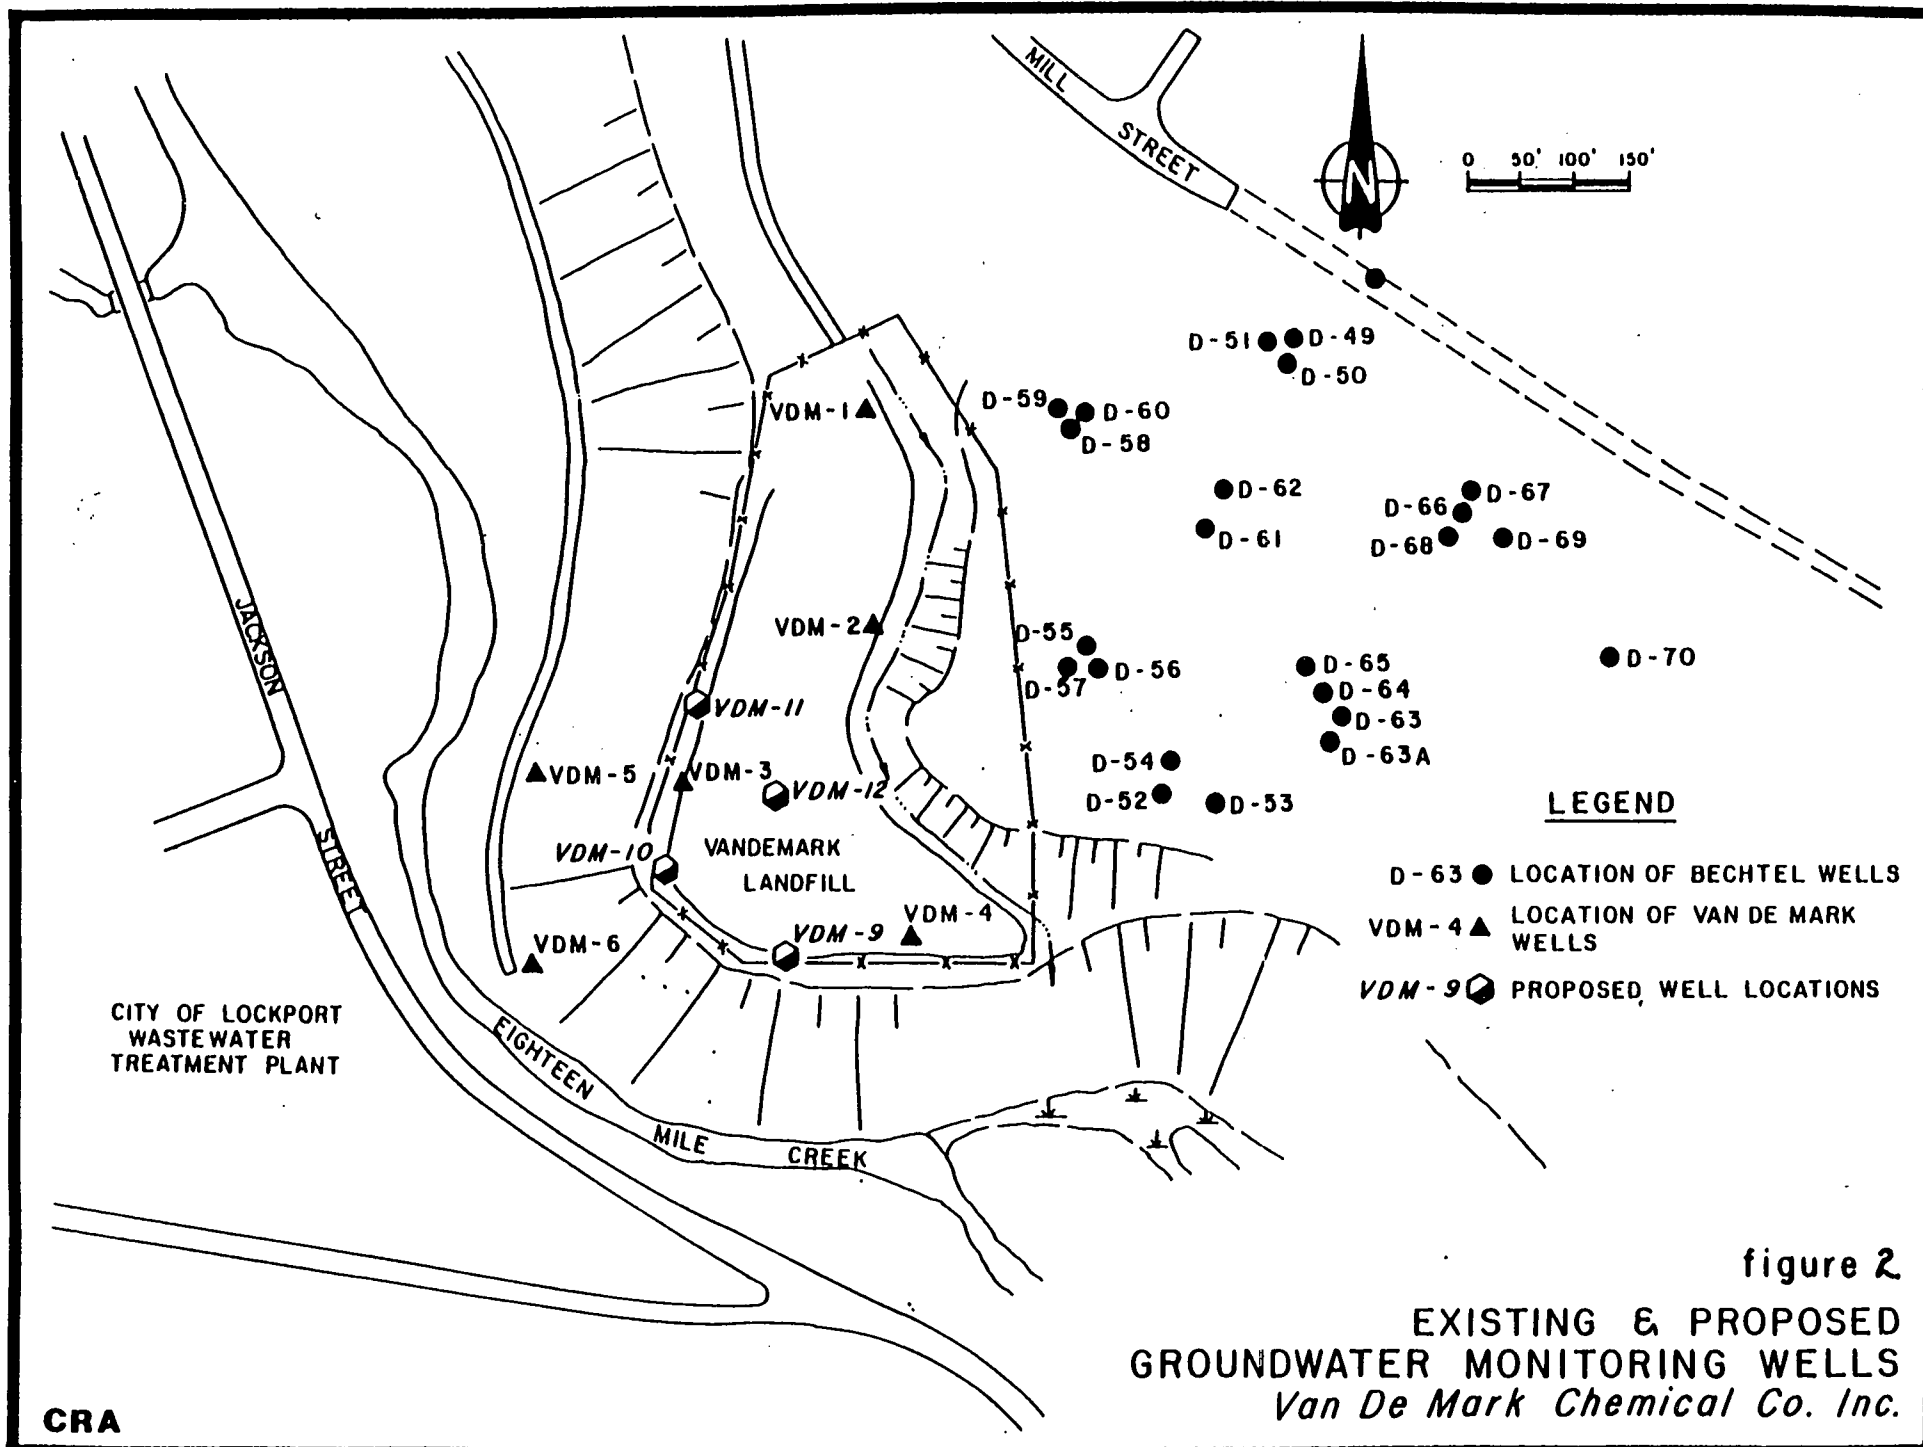 MILL
STREET
N
0 50' 100' 150'
D-51
D-49
D-50
D-59
D-60
D-58
VDM-1
D-62
D-61
D-67
D-66
D-68
D-69
JACKSON
STREET
VDM-2
D-55
D-56
D-57
D-65
D-64
D-63
D-63A
D-70
VDM-11
VDM-5
VDM-3
VDM-12
D-54
D-52
D-53
VDM-10
VANDEMARK
LANDFILL
VDM-4
VDM-9
VDM-6
LEGEND
D-63 LOCATION OF BECHTEL WELLS
VDM-4 LOCATION OF VAN DE MARK
WELLS
VDM-9 PROPOSED WELL LOCATIONS
CITY OF LOCKPORT
WASTEWATER
TREATMENT PLANT
EIGHTEEN
MILE
CREEK
figure 2
EXISTING & PROPOSED
GROUNDWATER MONITORING WELLS
Van De Mark Chemical Co. Inc.
CRA